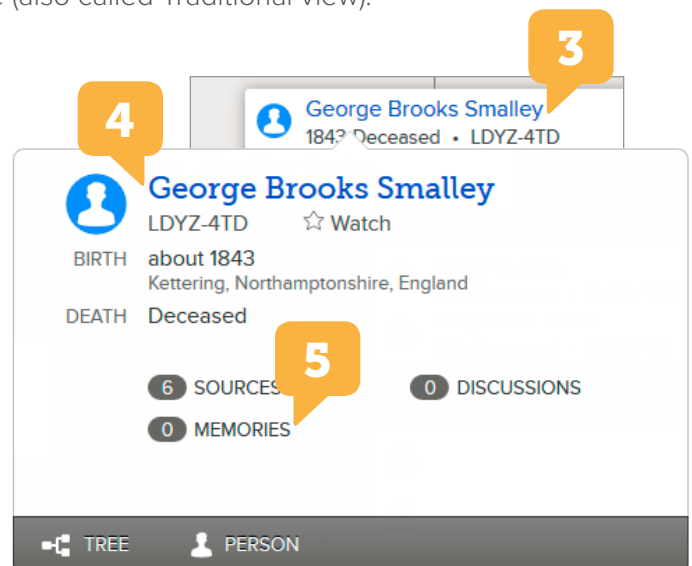 (also called Traditional view).
3
George Brooks Smalley
1843 Deceased • LDYZ-4TD
4
George Brooks Smalley
LDYZ-4TD Watch
BIRTH about 1843
Kettering, Northamptonshire, England
DEATH Deceased
5
6 SOURCES 0 DISCUSSIONS
0 MEMORIES
TREE PERSON